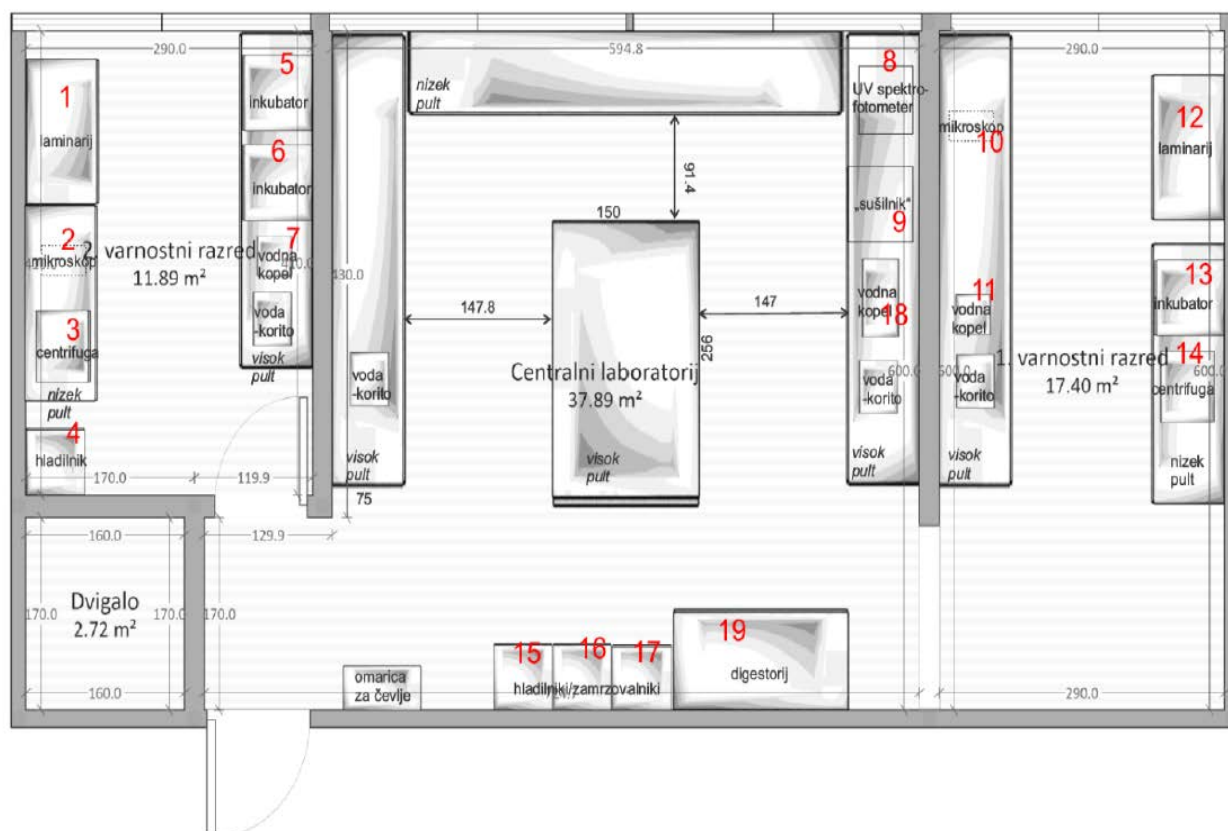 290.0
594.8
290.0
1
laminarij
5
inkubator
6
inkubator
nizek
pult
8
UV spektro-
fotometer
mikroskop
10
12
laminarij
91.4
150
2
mikroskop
2. varnostni razred
11.89 m²
7
vodna
kopel
voda
-korito
visok
pult
3
centrifuga
nizek
pult
4
hladilnik
170.0
119.9
147.8
147
256
Centralni laboratorij
37.89 m²
visok
pult
voda
-korito
visok
pult
75
„sušilnik"
9
vodna
kopel
18
voda
-korito
visok
pult
600.0
11
vodna
kopel
voda
-korito
visok
pult
1. varnostni razred
17.40 m²
13
inkubator
14
centrifuga
600.0
nizek
pult
160.0
129.9
Dvigalo
2.72 m²
170.0
170.0
170.0
160.0
omarica
za čevlje
15
16
17
hladilniki/zamrzovalniki
19
digestorij
290.0